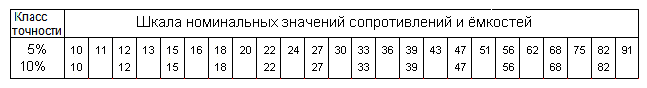 Класс точности Шкала номинальных значений сопротивлений и ёмкостей
5% 10 11 12 13 15 16 18 20 22 24 27 30 33 36 39 43 47 51 56 62 68 75 82 91
10% 10 12 15 18 22 27 33 39 47 56 68 82